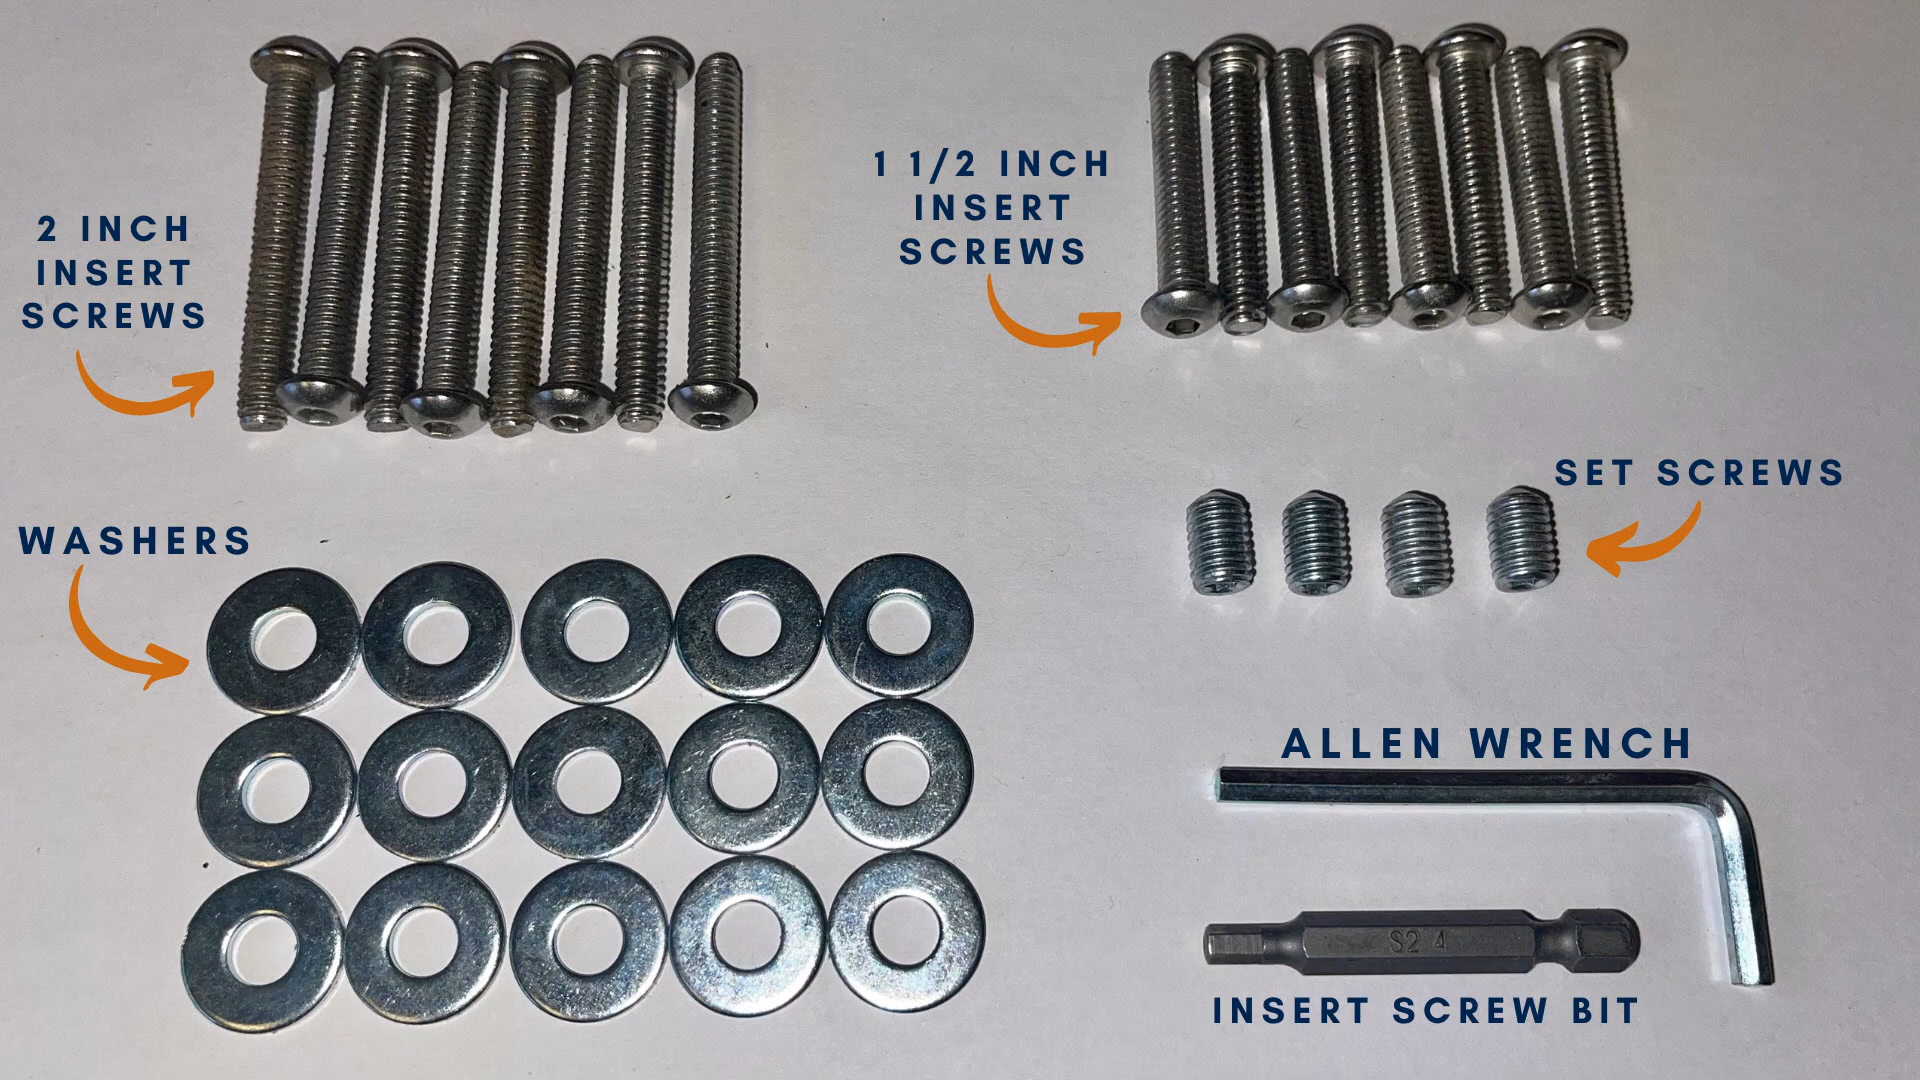 2 INCH
INSERT
SCREWS
1 1/2 INCH
INSERT
SCREWS
WASHERS
SET SCREWS
ALLEN WRENCH
S2 4
INSERT SCREW BIT